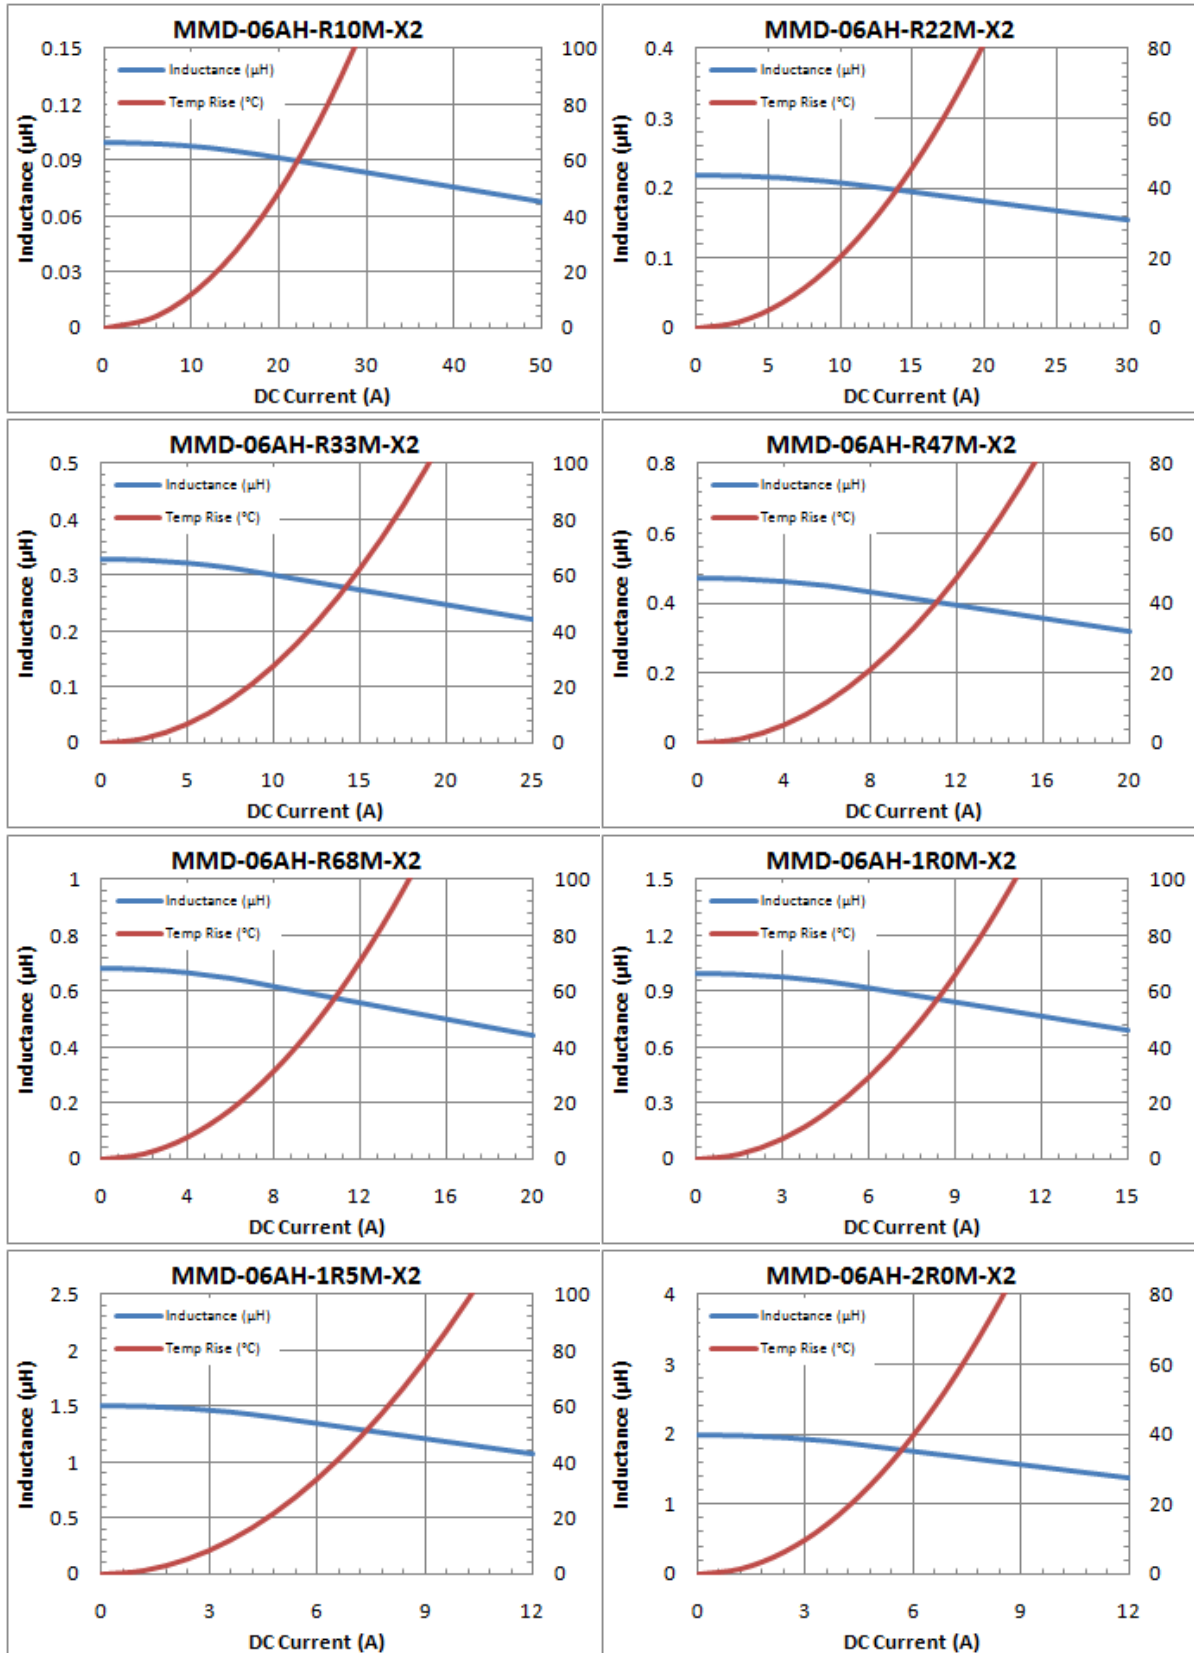 MMD-06AH-R10M-X2
0.15
0.12
0.09
0.06
0.03
0
Inductance (µH)
Inductance (µH)
Temp Rise (°C)
100
80
60
40
20
0
0 10 20 30 40 50
DC Current (A)
MMD-06AH-R22M-X2
0.4
0.3
0.2
0.1
0
Inductance (µH)
Inductance (µH)
Temp Rise (°C)
80
60
40
20
0
0 5 10 15 20 25 30
DC Current (A)
MMD-06AH-R33M-X2
0.5
0.4
0.3
0.2
0.1
0
Inductance (µH)
Inductance (µH)
Temp Rise (°C)
100
80
60
40
20
0
0 5 10 15 20 25
DC Current (A)
MMD-06AH-R47M-X2
0.8
0.6
0.4
0.2
0
Inductance (µH)
Inductance (µH)
Temp Rise (°C)
80
60
40
20
0
0 4 8 12 16 20
DC Current (A)
MMD-06AH-R68M-X2
1
0.8
0.6
0.4
0.2
0
Inductance (µH)
Inductance (µH)
Temp Rise (°C)
100
80
60
40
20
0
0 4 8 12 16 20
DC Current (A)
MMD-06AH-1R0M-X2
1.5
1.2
0.9
0.6
0.3
0
Inductance (µH)
Inductance (µH)
Temp Rise (°C)
100
80
60
40
20
0
0 3 6 9 12 15
DC Current (A)
MMD-06AH-1R5M-X2
2.5
2
1.5
1
0.5
0
Inductance (µH)
Inductance (µH)
Temp Rise (°C)
100
80
60
40
20
0
0 3 6 9 12
DC Current (A)
MMD-06AH-2R0M-X2
4
3
2
1
0
Inductance (µH)
Inductance (µH)
Temp Rise (°C)
80
60
40
20
0
0 3 6 9 12
DC Current (A)